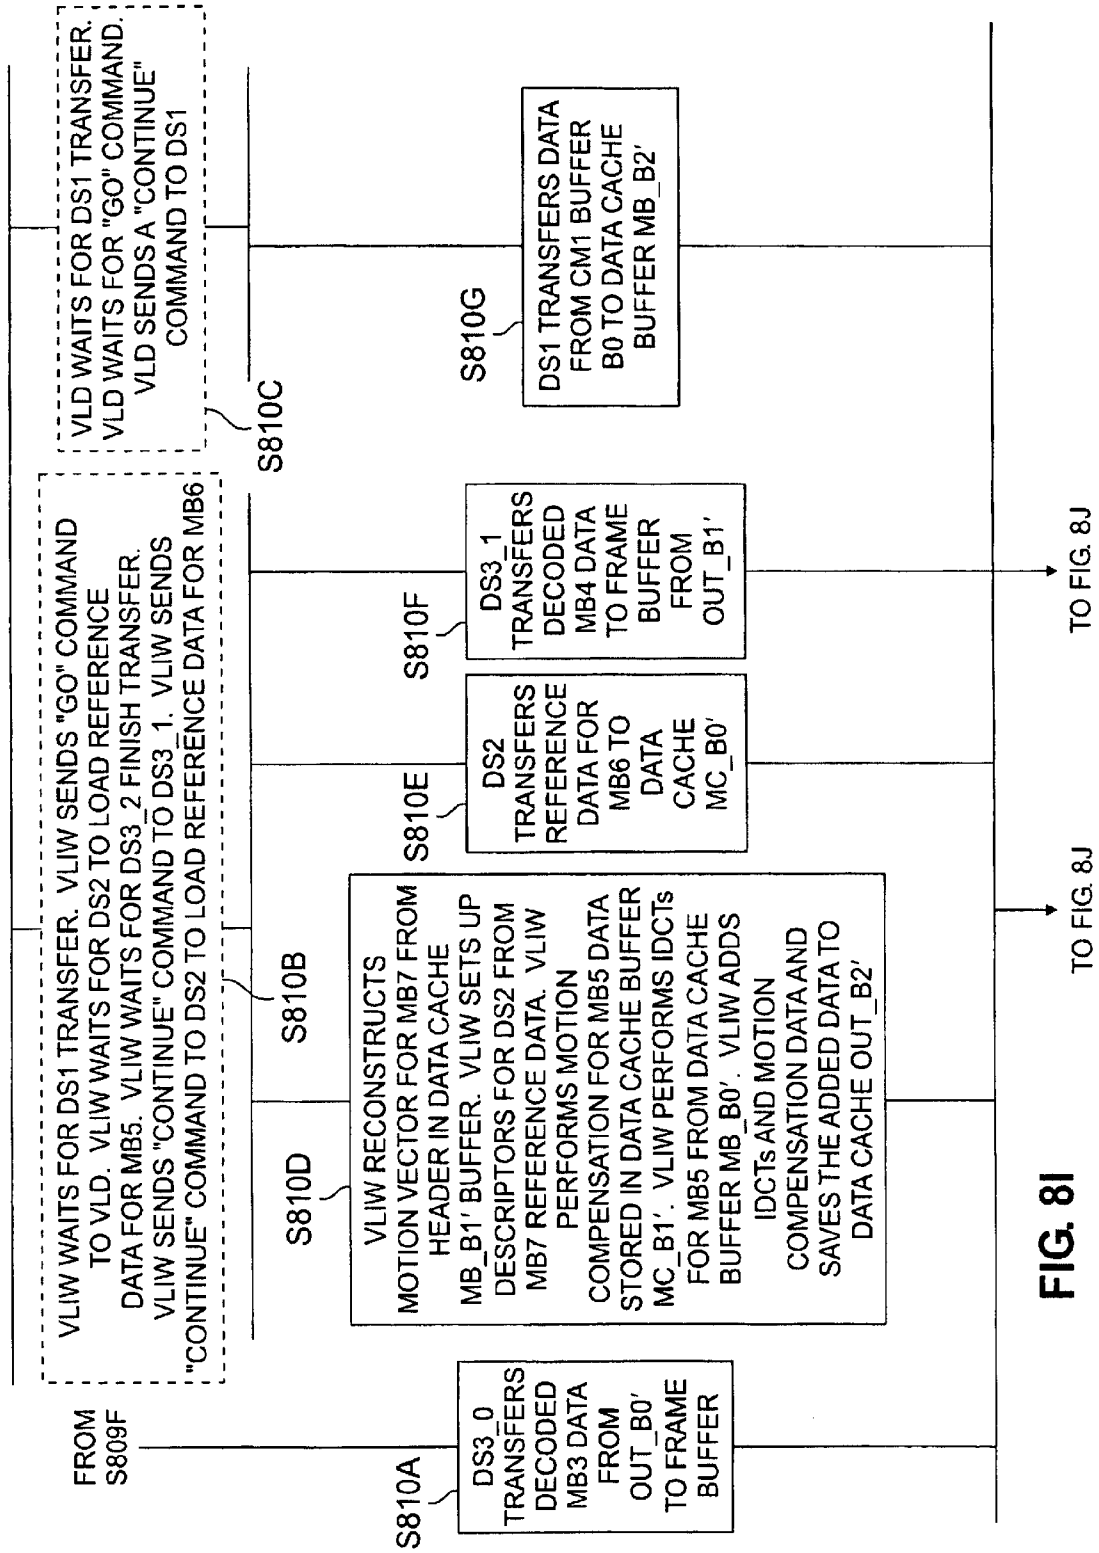 FROM
S809F
VLIW WAITS FOR DS1 TRANSFER. VLIW SENDS "GO" COMMAND
TO VLD. VLIW WAITS FOR DS2 TO LOAD REFERENCE
DATA FOR MB5. VLIW WAITS FOR DS3_2 FINISH TRANSFER.
VLIW SENDS "CONTINUE" COMMAND TO DS3_1. VLIW SENDS
"CONTINUE" COMMAND TO DS2 TO LOAD REFERENCE DATA FOR MB6
S810B
VLD WAITS FOR DS1 TRANSFER.
VLD WAITS FOR "GO" COMMAND.
VLD SENDS A "CONTINUE"
COMMAND TO DS1
S810C
S810A
DS3_0
TRANSFERS
DECODED
MB3 DATA
FROM
OUT_B0'
TO FRAME
BUFFER
S810D
VLIW RECONSTRUCTS
MOTION VECTOR FOR MB7 FROM
HEADER IN DATA CACHE
MB_B1' BUFFER. VLIW SETS UP
DESCRIPTORS FOR DS2 FROM
MB7 REFERENCE DATA. VLIW
PERFORMS MOTION
COMPENSATION FOR MB5 DATA
STORED IN DATA CACHE BUFFER
MC_B1'. VLIW PERFORMS IDCTs
FOR MB5 FROM DATA CACHE
BUFFER MB_B0'. VLIW ADDS
IDCTs AND MOTION
COMPENSATION DATA AND
SAVES THE ADDED DATA TO
DATA CACHE OUT_B2'
S810E
DS2
TRANSFERS
REFERENCE
DATA FOR
MB6 TO
DATA
CACHE
MC_B0'
S810F
DS3_1
TRANSFERS
DECODED
MB4 DATA
TO FRAME
BUFFER
FROM
OUT_B1'
S810G
DS1 TRANSFERS DATA
FROM CM1 BUFFER
B0 TO DATA CACHE
BUFFER MB_B2'
TO FIG. 8J
TO FIG. 8J
FIG. 8I